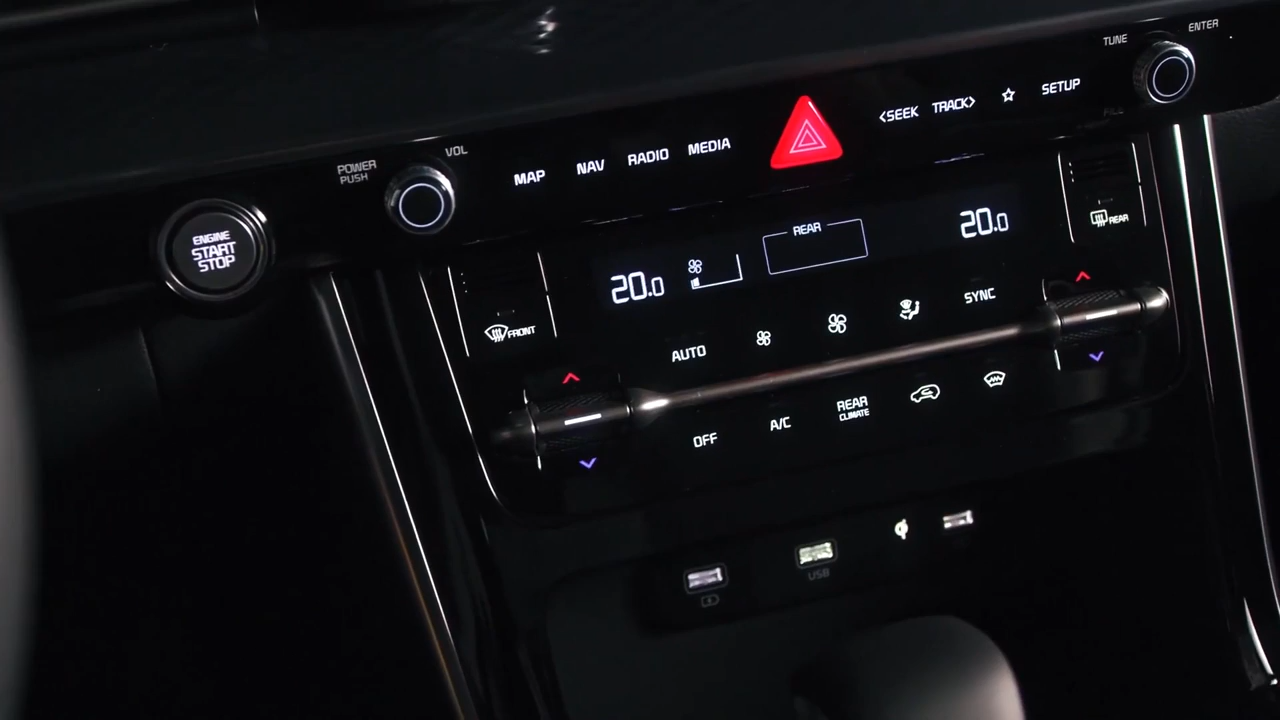 TUNE
ENTER
<SEEK
TRACK>
SETUP
MAP
NAV
RADIO
MEDIA
POWER
PUSH
VOL
ENGINE
START
STOP
20.0
REAR
20.0
REAR
FRONT
AUTO
SYNC
OFF
A/C
REAR
CLIMATE
USB